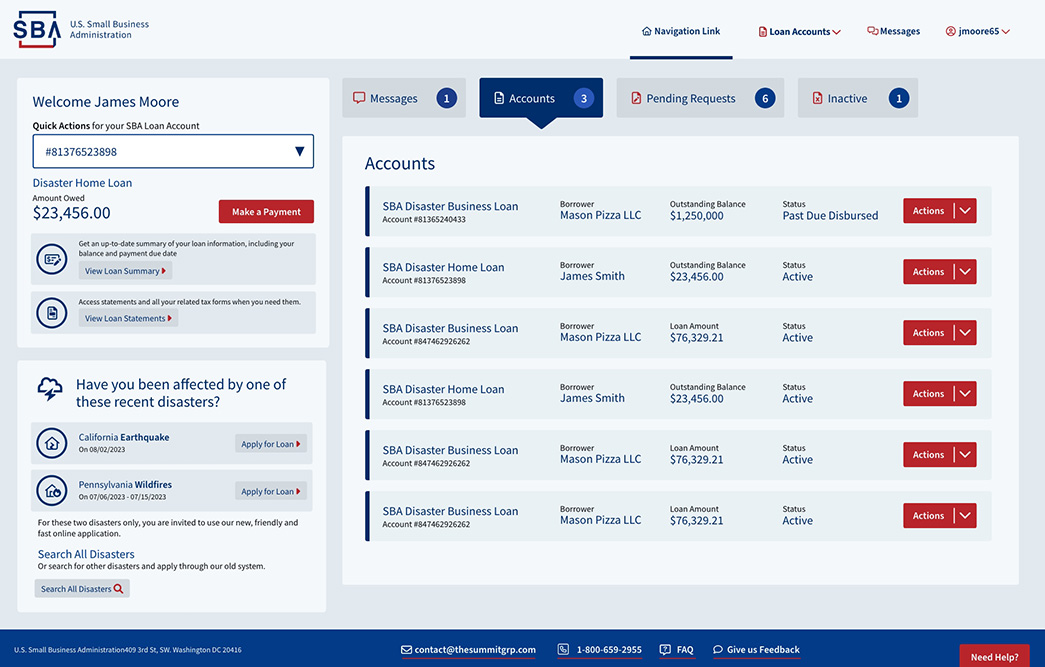 SBA
U.S. Small Business
Administration
Navigation Link
Loan Accounts
Messages
jmoore65
Welcome James Moore
Quick Actions for your SBA Loan Account
#81376523898
Disaster Home Loan
Amount Owed
$23,456.00
Make a Payment
Get an up-to-date summary of your loan information, including your
balance and payment due date
View Loan Summary
Access statements and all your related tax forms when you need them.
View Loan Statements
Have you been affected by one of
these recent disasters?
California Earthquake
On 08/02/2023
Apply for Loan
Pennsylvania Wildfires
On 07/06/2023 - 07/15/2023
Apply for Loan
For these two disasters only, you are invited to use our new, friendly and
fast online application.
Search All Disasters
Or search for other disasters and apply through our old system.
Search All Disasters
Messages 1
Accounts 3
Pending Requests 6
Inactive 1
Accounts
SBA Disaster Business Loan
Account #81365240433
Borrower
Mason Pizza LLC
Outstanding Balance
$1,250,000
Status
Past Due Disbursed
Actions
SBA Disaster Home Loan
Account #81376523898
Borrower
James Smith
Outstanding Balance
$23,456.00
Status
Active
Actions
SBA Disaster Business Loan
Account #847462926262
Borrower
Mason Pizza LLC
Loan Amount
$76,329.21
Status
Active
Actions
SBA Disaster Home Loan
Account #81376523898
Borrower
James Smith
Outstanding Balance
$23,456.00
Status
Active
Actions
SBA Disaster Business Loan
Account #847462926262
Borrower
Mason Pizza LLC
Loan Amount
$76,329.21
Status
Active
Actions
SBA Disaster Business Loan
Account #847462926262
Borrower
Mason Pizza LLC
Loan Amount
$76,329.21
Status
Active
Actions
U.S. Small Business Administration409 3rd St, SW. Washington DC 20416
contact@thesummitgrp.com
1-800-659-2955
FAQ
Give us Feedback
Need Help?